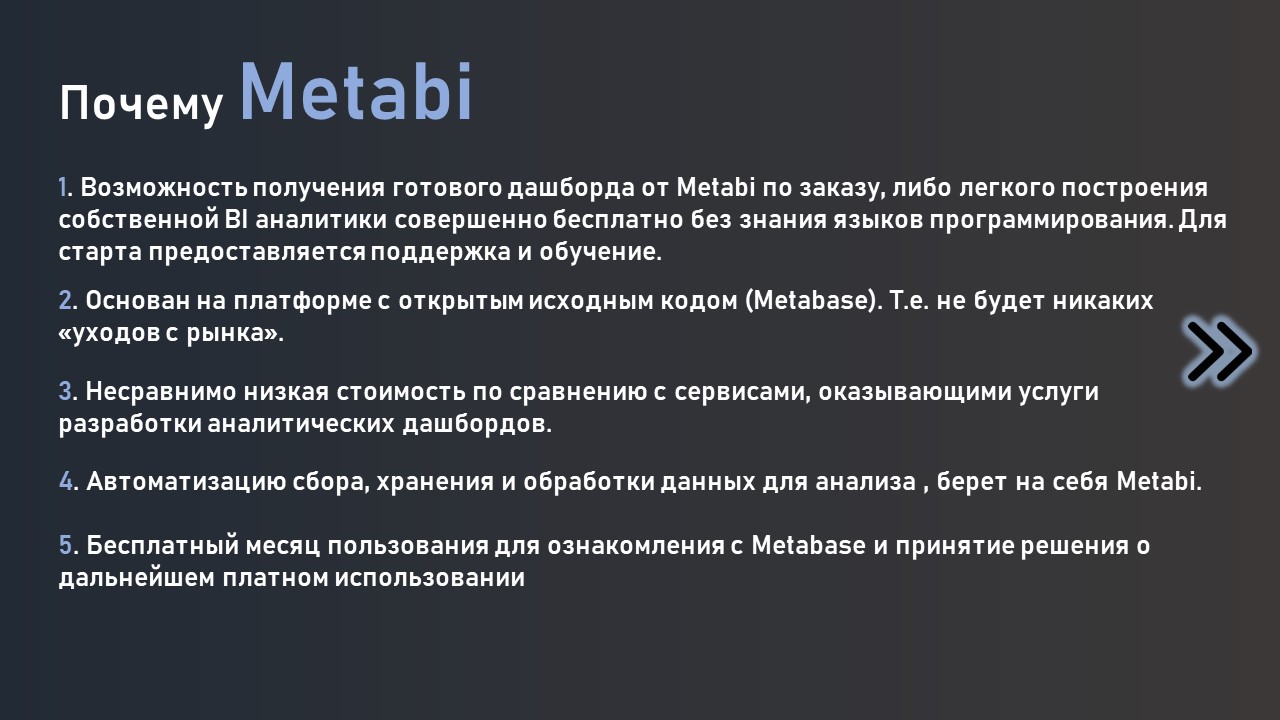 Почему Metabi
1. Возможность получения готового дашборда от Metabi по заказу, либо легкого построения
собственной BI аналитики совершенно бесплатно без знания языков программирования. Для
старта предоставляется поддержка и обучение.
2. Основан на платформе с открытым исходным кодом (Metabase). Т.е. не будет никаких
«уходов с рынка».
3. Несравнимо низкая стоимость по сравнению с сервисами, оказывающими услуги
разработки аналитических дашбордов.
4. Автоматизацию сбора, хранения и обработки данных для анализа , берет на себя Metabi.
5. Бесплатный месяц пользования для ознакомления с Metabase и принятие решения о
дальнейшем платном использовании